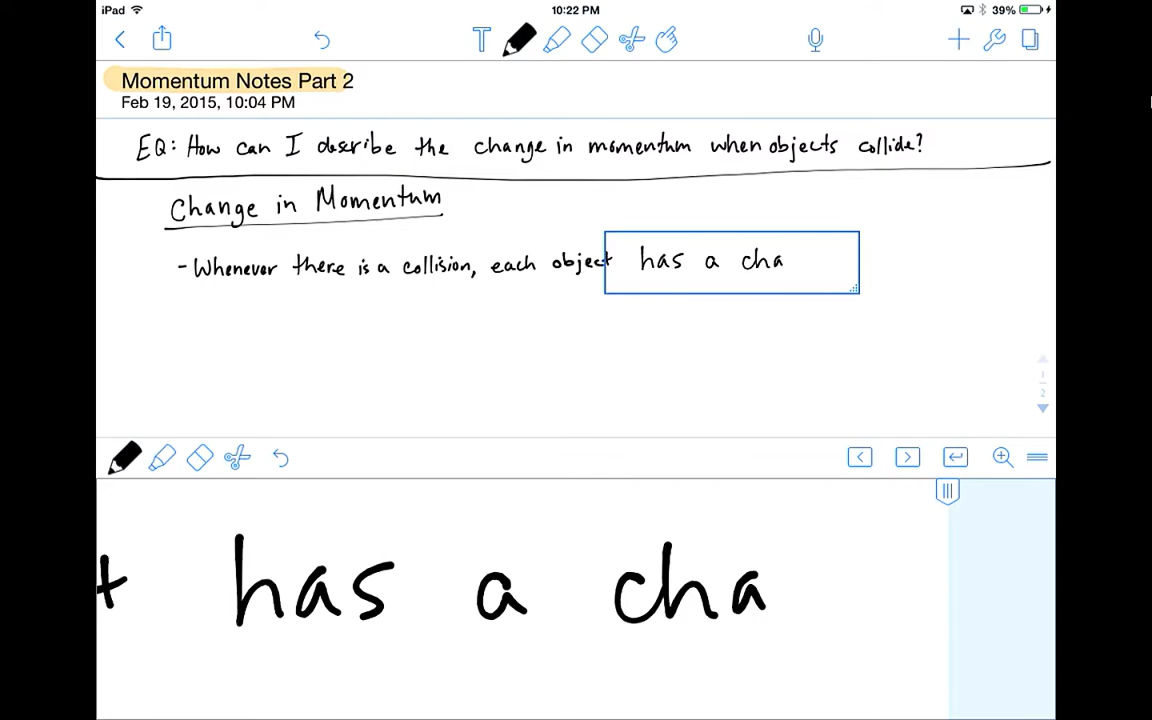 iPad 10:22 PM 39%
T
Momentum Notes Part 2
Feb 19, 2015, 10:04 PM
EQ: How can I describe the change in momentum when objects collide?
Change in Momentum
- Whenever there is a collision, each object has a cha
1
2
t has a cha